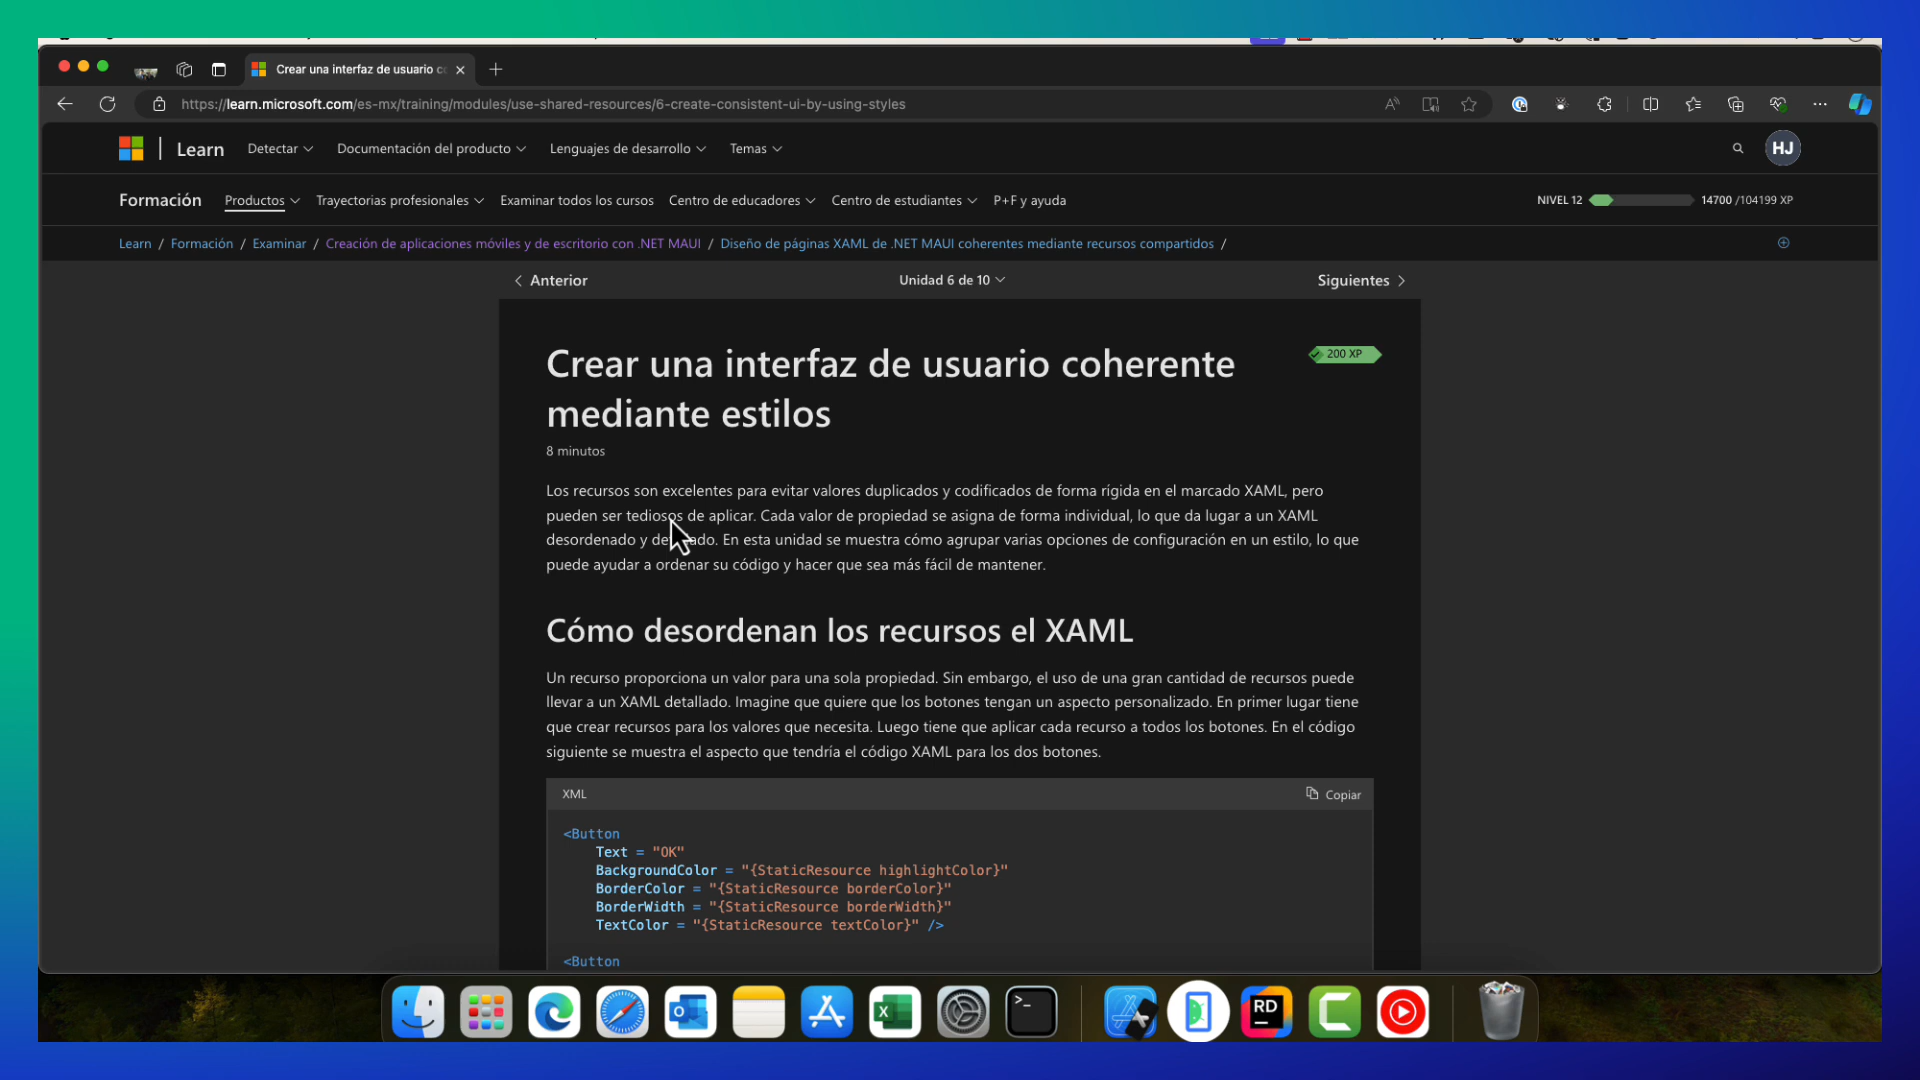 Crear una interfaz de usuario c
https://learn.microsoft.com/es-mx/training/modules/use-shared-resources/6-create-consistent-ui-by-using-styles
Learn Detectar Documentación del producto Lenguajes de desarrollo Temas HJ
Formación Productos Trayectorias profesionales Examinar todos los cursos Centro de educadores Centro de estudiantes P+F y ayuda NIVEL 12 14700 /104199 XP
Learn / Formación / Examinar / Creación de aplicaciones móviles y de escritorio con .NET MAUI / Diseño de páginas XAML de .NET MAUI coherentes mediante recursos compartidos /
Anterior Unidad 6 de 10 Siguientes
Crear una interfaz de usuario coherente
200 XP
mediante estilos
8 minutos
Los recursos son excelentes para evitar valores duplicados y codificados de forma rígida en el marcado XAML, pero
pueden ser tediosos de aplicar. Cada valor de propiedad se asigna de forma individual, lo que da lugar a un XAML
desordenado y de ado. En esta unidad se muestra cómo agrupar varias opciones de configuración en un estilo, lo que
puede ayudar a ordenar su código y hacer que sea más fácil de mantener.
Cómo desordenan los recursos el XAML
Un recurso proporciona un valor para una sola propiedad. Sin embargo, el uso de una gran cantidad de recursos puede
llevar a un XAML detallado. Imagine que quiere que los botones tengan un aspecto personalizado. En primer lugar tiene
que crear recursos para los valores que necesita. Luego tiene que aplicar cada recurso a todos los botones. En el código
siguiente se muestra el aspecto que tendría el código XAML para los dos botones.
XML Copiar
<Button
Text = "OK"
BackgroundColor = "{StaticResource highlightColor}"
BorderColor = "{StaticResource borderColor}"
BorderWidth = "{StaticResource borderWidth}"
TextColor = "{StaticResource textColor}" />
<Button
RD